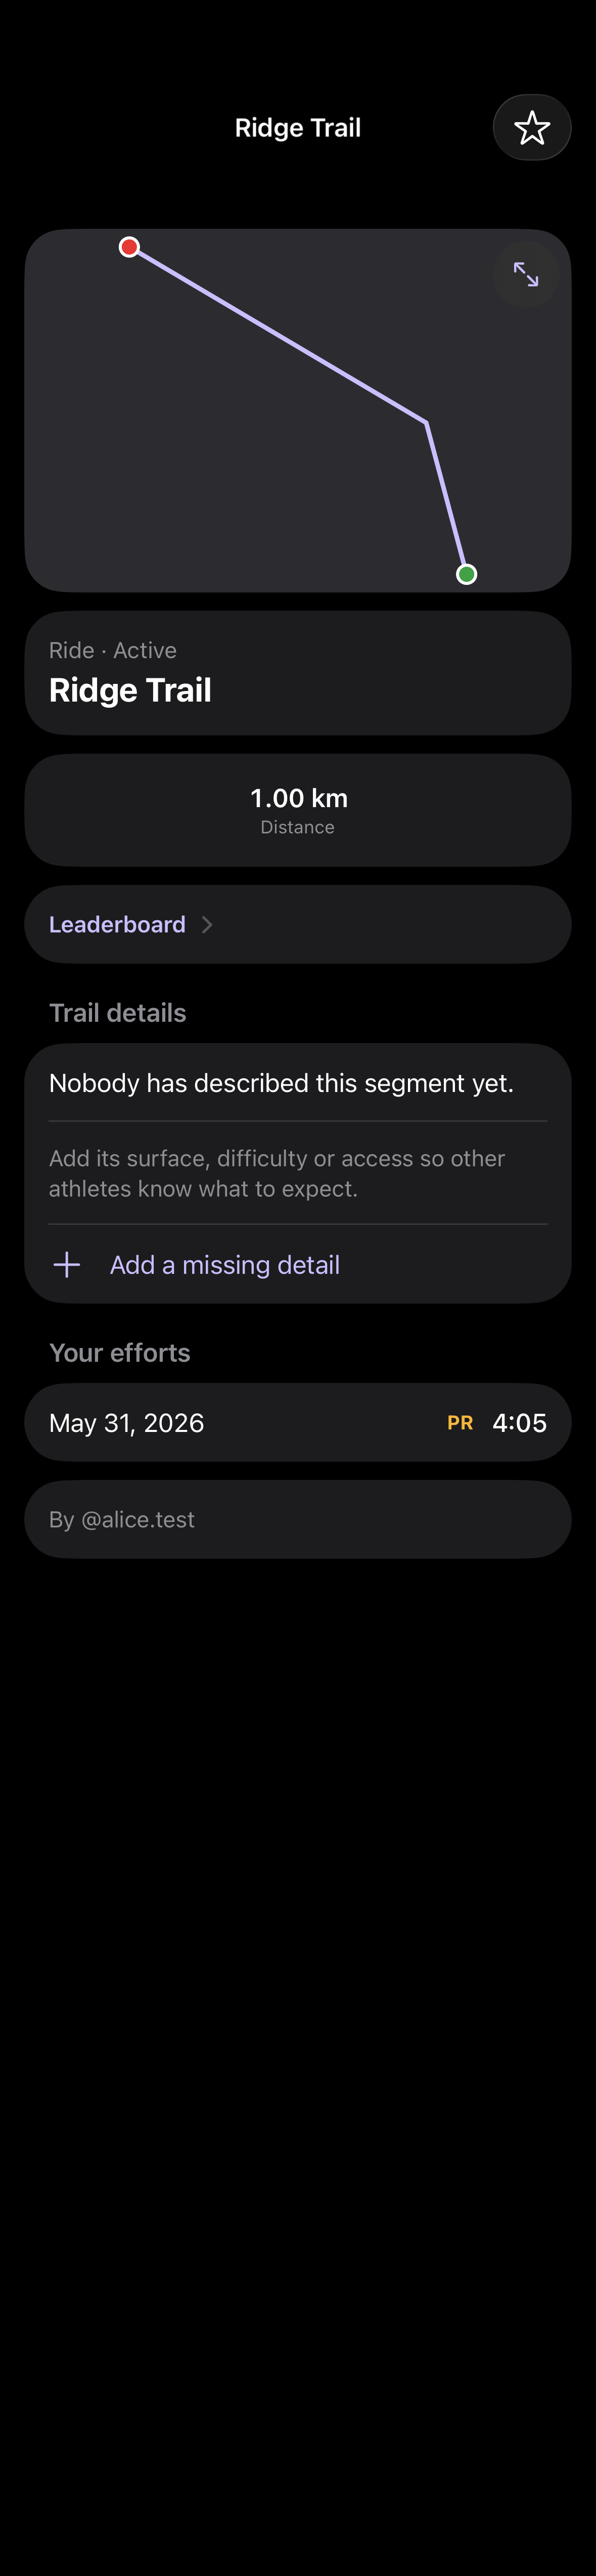 Ridge Trail
Ride · Active
Ridge Trail
1.00 km
Distance
Leaderboard
Trail details
Nobody has described this segment yet.
Add its surface, difficulty or access so other
athletes know what to expect.
Add a missing detail
Your efforts
May 31, 2026 PR 4:05
By @alice.test